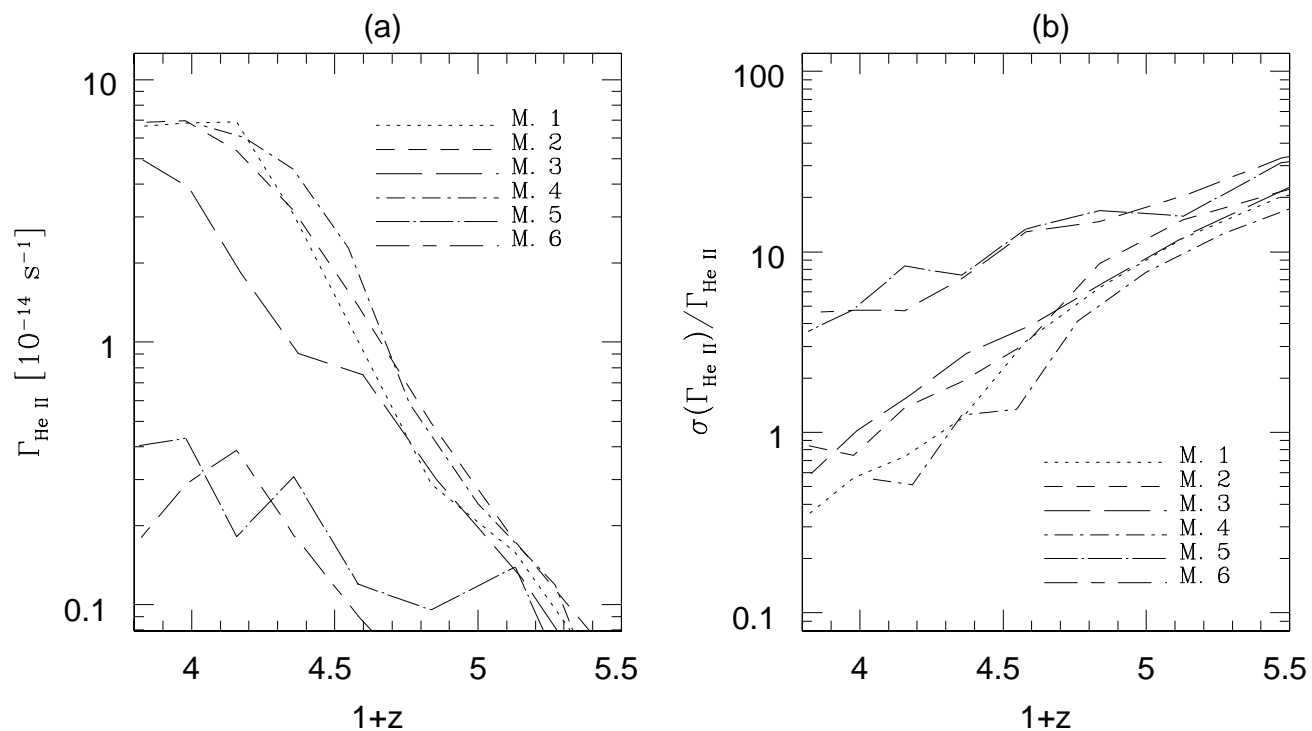 (a)
10
1
0.1
Γ_He II [10^−14 s^−1]
M. 1
M. 2
M. 3
M. 4
M. 5
M. 6
4 4.5 5 5.5
1+z
(b)
100
10
1
0.1
σ(Γ_He II)/Γ_He II
M. 1
M. 2
M. 3
M. 4
M. 5
M. 6
4 4.5 5 5.5
1+z